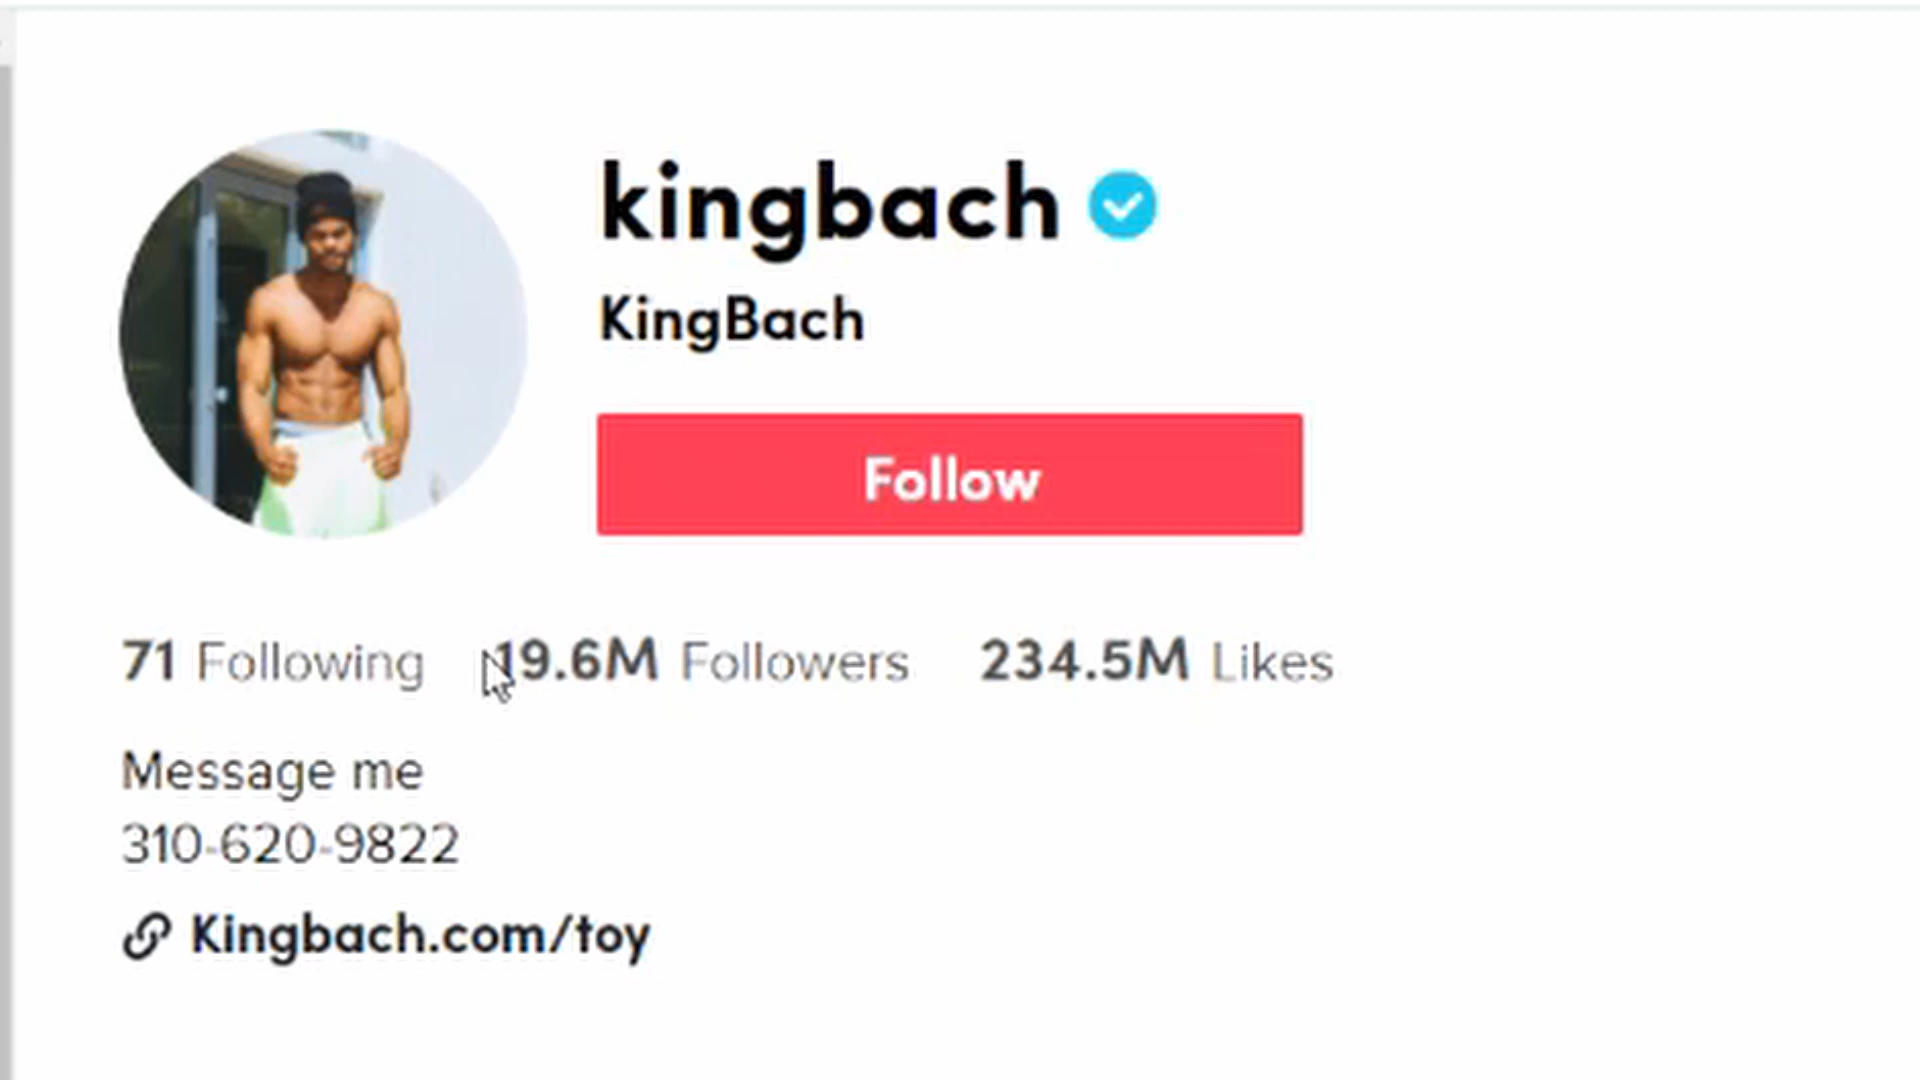 kingbach
KingBach
Follow
71 Following 19.6M Followers 234.5M Likes
Message me
310-620-9822
Kingbach.com/toy